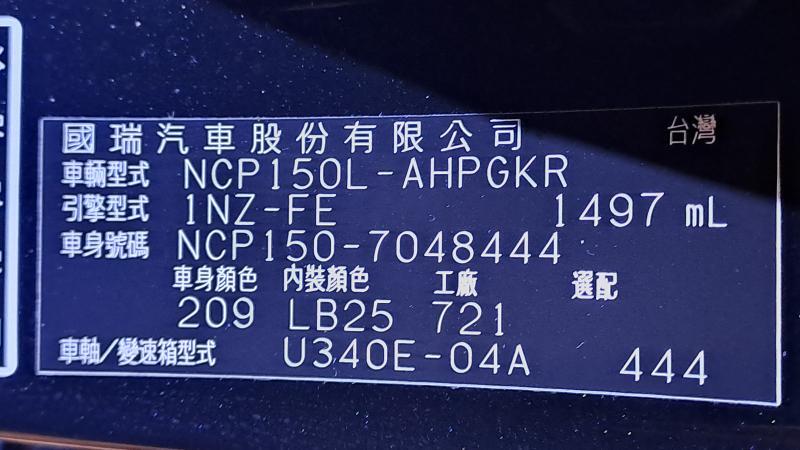 國瑞汽車股份有限公司 台灣
車輛型式 NCP150L-AHPGKR
引擎型式 1NZ-FE 1497 mL
車身號碼 NCP150-7048444
車身顏色 內裝顏色 工廠 選配
209 LB25 721
車軸/變速箱型式 U340E-04A 444